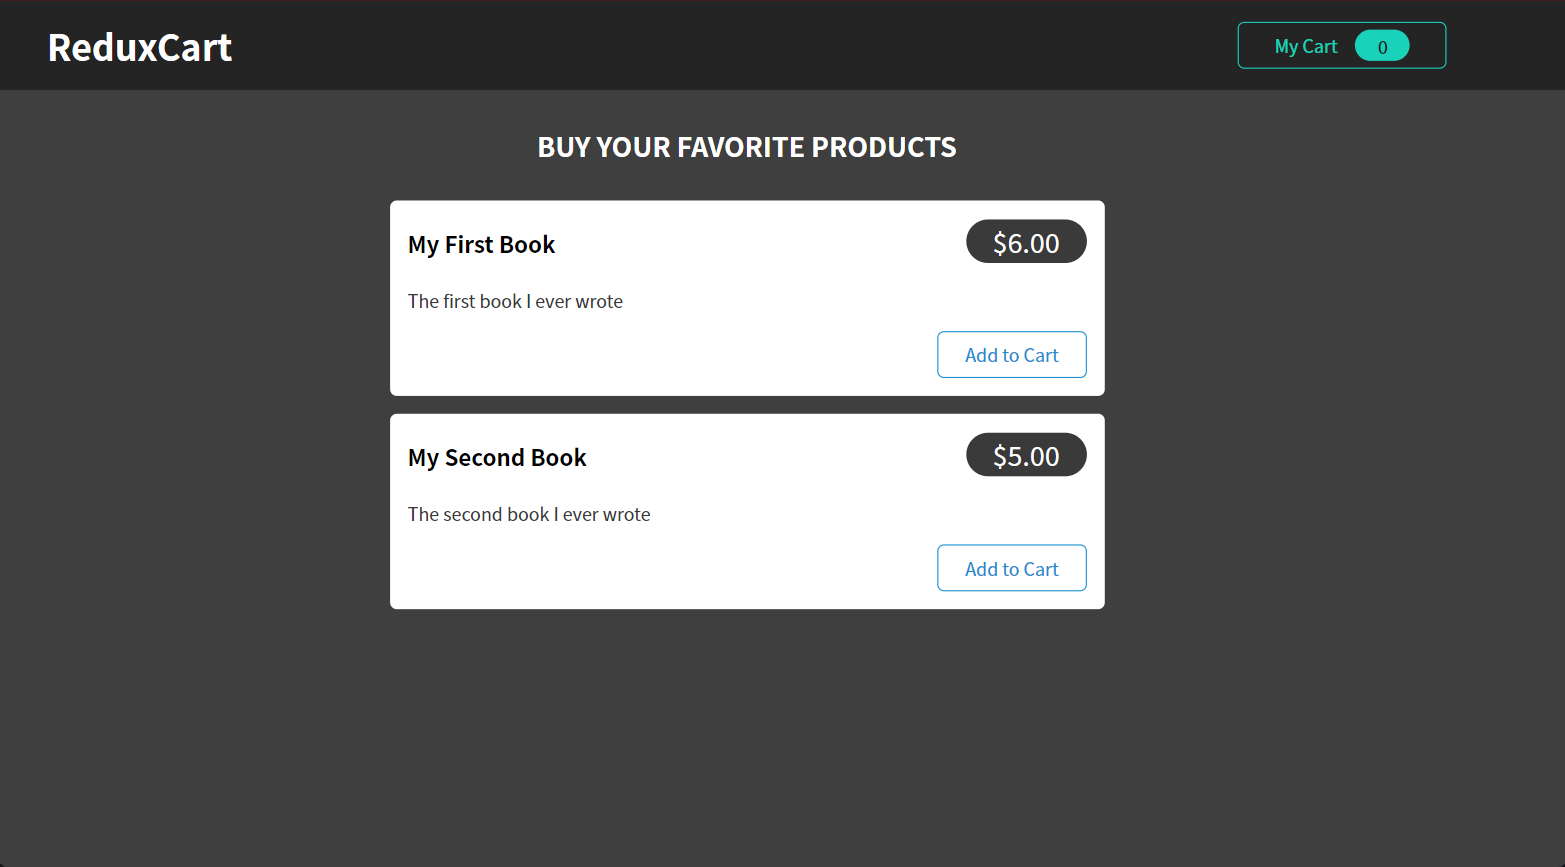 ReduxCart
My Cart 0
BUY YOUR FAVORITE PRODUCTS
My First Book
$6.00
The first book I ever wrote
Add to Cart
My Second Book
$5.00
The second book I ever wrote
Add to Cart